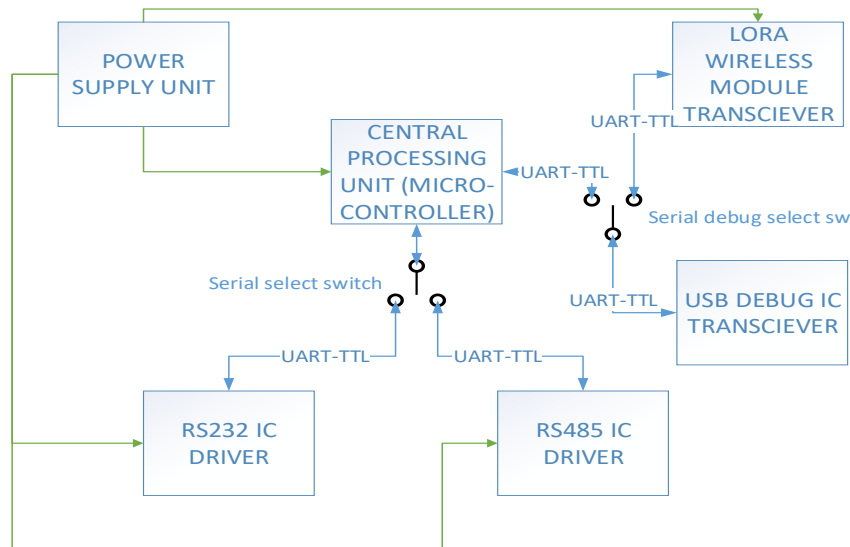 POWER
SUPPLY UNIT
LORA
WIRELESS
MODULE
TRANSCIEVER
UART-TTL
CENTRAL
PROCESSING
UNIT (MICRO-
CONTROLLER)
UART-TTL
Serial debug select sw
Serial select switch
UART-TTL
USB DEBUG IC
TRANSCIEVER
UART-TTL
UART-TTL
RS232 IC
DRIVER
RS485 IC
DRIVER